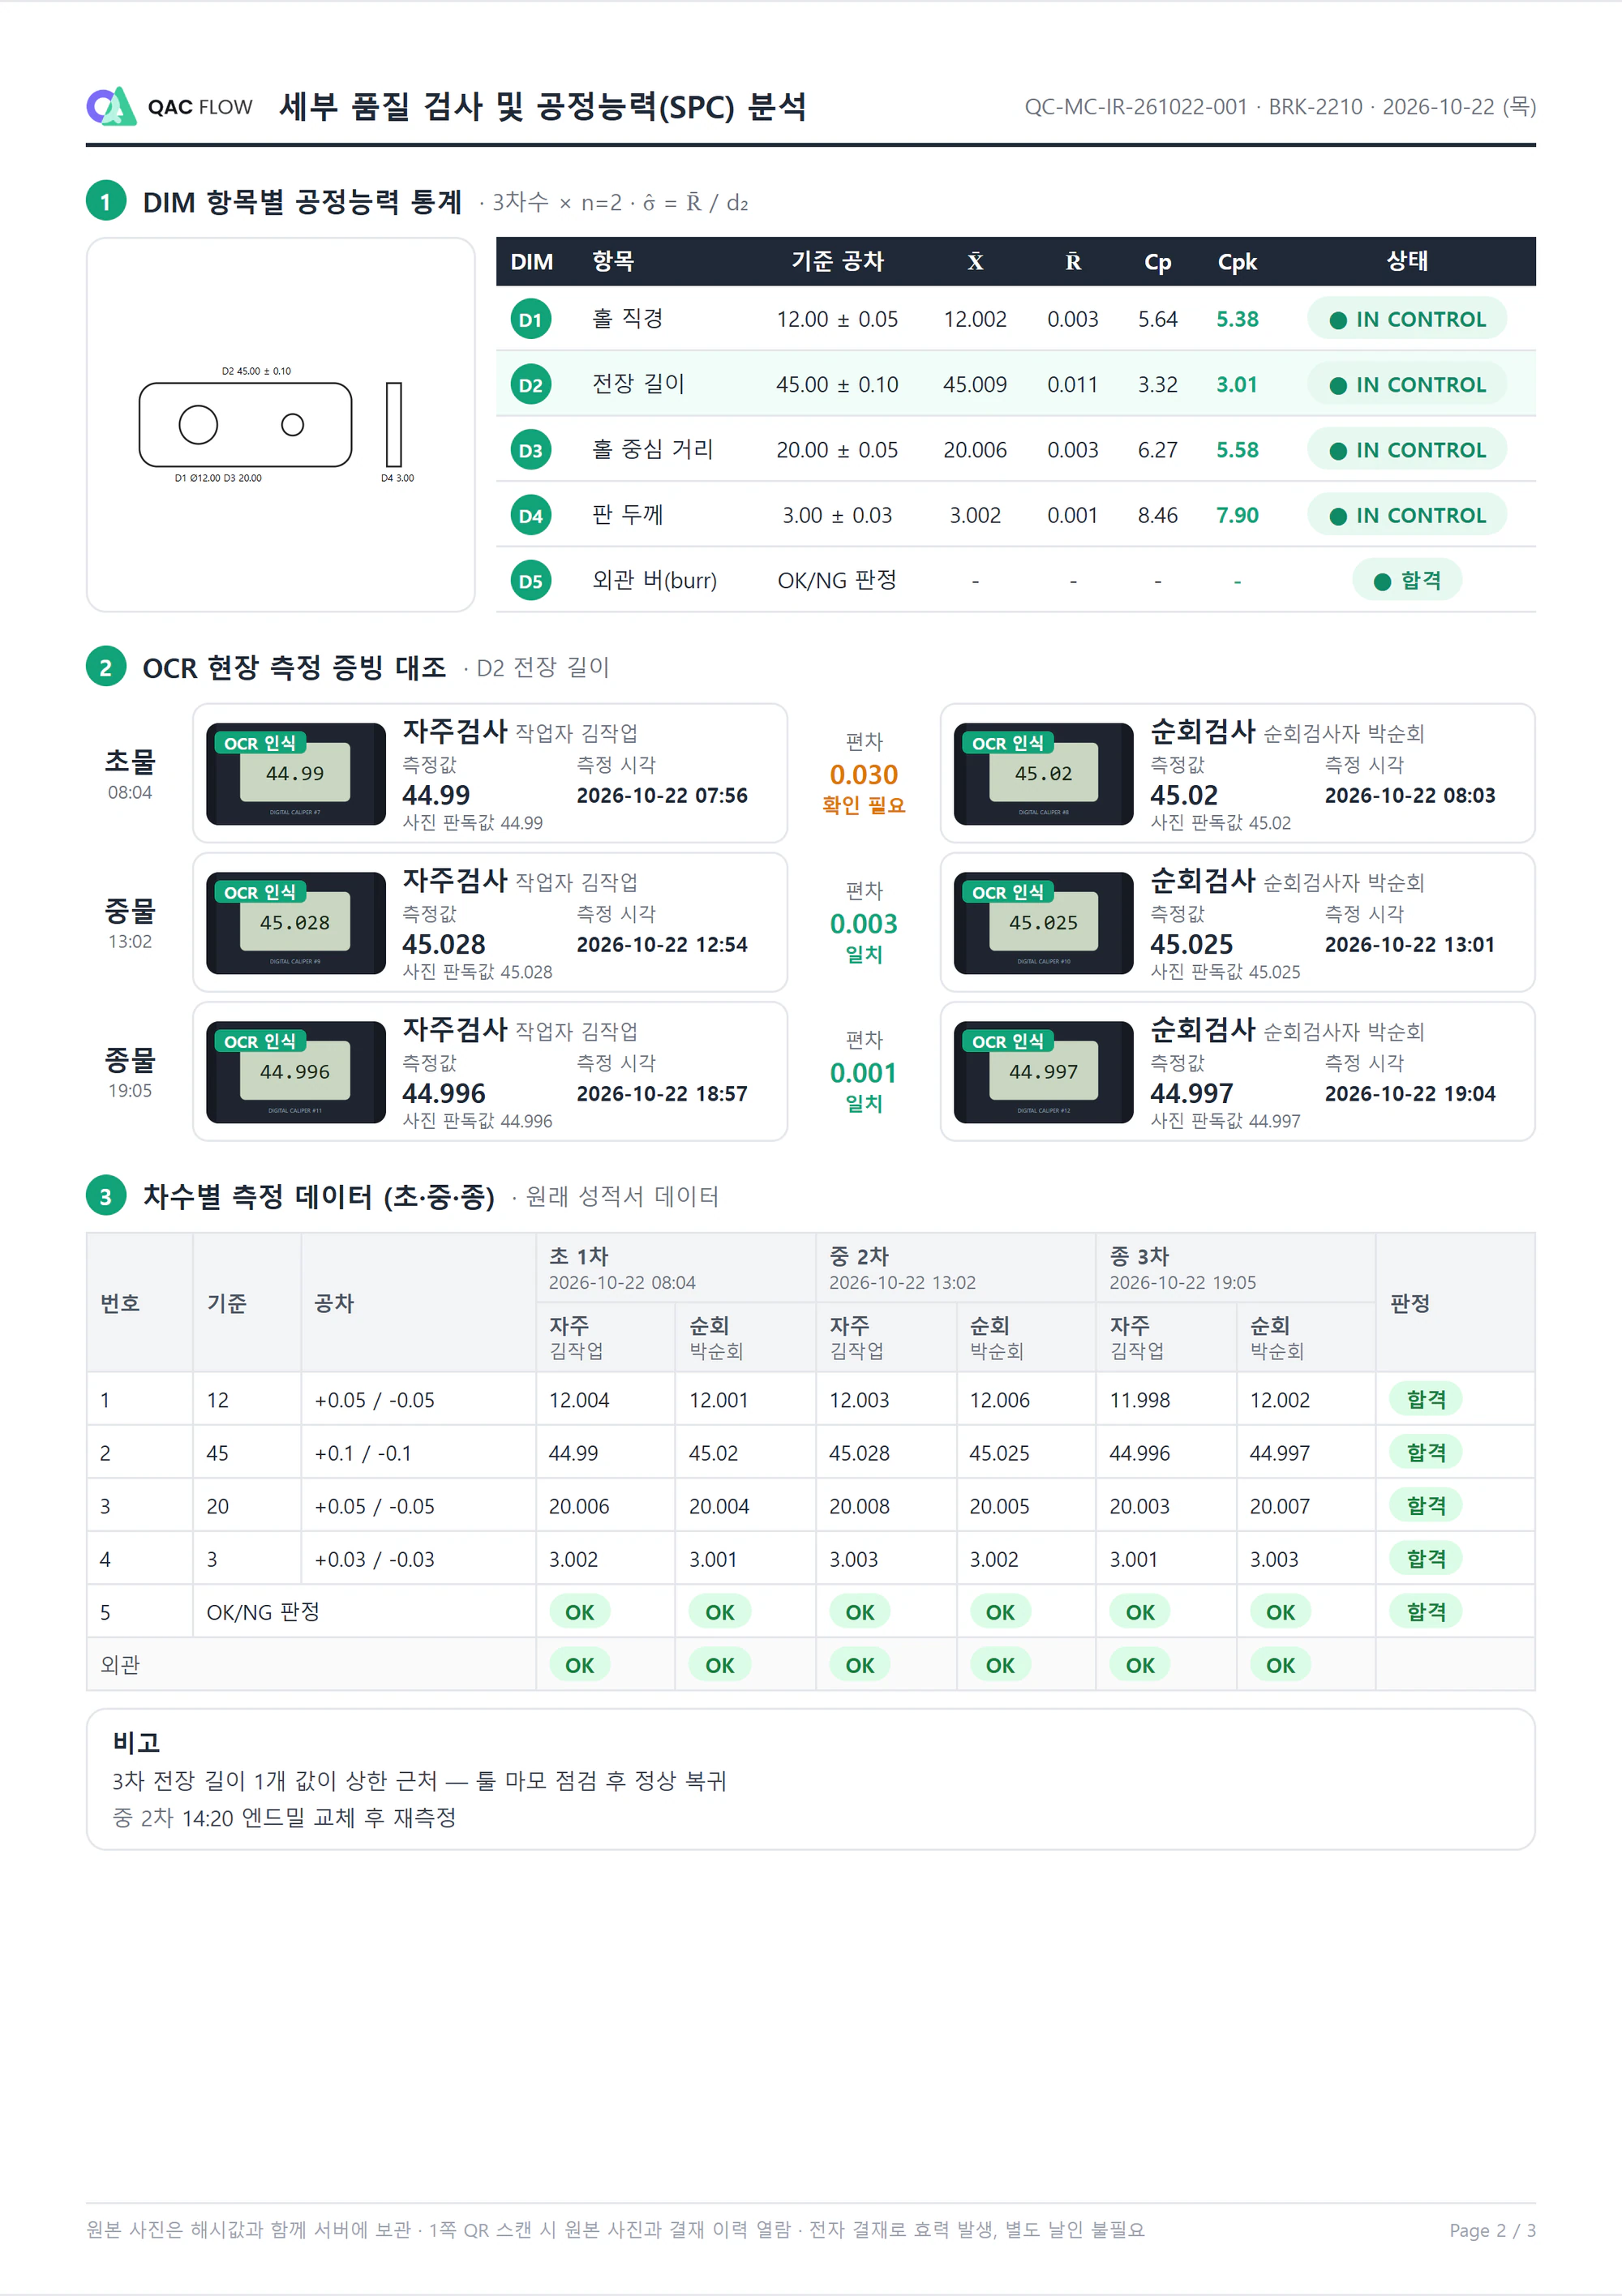 QAC FLOW 세부 품질 검사 및 공정능력(SPC) 분석 QC-MC-IR-261022-001 · BRK-2210 · 2026-10-22 (목)
1 DIM 항목별 공정능력 통계 · 3차수 × n=2 · σ̂ = R̄ / d₂
D2 45.00 ± 0.10
D1 Ø12.00 D3 20.00 D4 3.00
DIM 항목 기준 공차 X̄ R̄ Cp Cpk 상태
D1 홀 직경 12.00 ± 0.05 12.002 0.003 5.64 5.38 ● IN CONTROL
D2 전장 길이 45.00 ± 0.10 45.009 0.011 3.32 3.01 ● IN CONTROL
D3 홀 중심 거리 20.00 ± 0.05 20.006 0.003 6.27 5.58 ● IN CONTROL
D4 판 두께 3.00 ± 0.03 3.002 0.001 8.46 7.90 ● IN CONTROL
D5 외관 버(burr) OK/NG 판정 - - - - ● 합격
2 OCR 현장 측정 증빙 대조 · D2 전장 길이
초물
08:04
OCR 인식
44.99
DIGITAL CALIPER #7
자주검사 작업자 김작업
측정값 측정 시각
44.99 2026-10-22 07:56
사진 판독값 44.99
편차
0.030
확인 필요
OCR 인식
45.02
DIGITAL CALIPER #8
순회검사 순회검사자 박순회
측정값 측정 시각
45.02 2026-10-22 08:03
사진 판독값 45.02
중물
13:02
OCR 인식
45.028
DIGITAL CALIPER #9
자주검사 작업자 김작업
측정값 측정 시각
45.028 2026-10-22 12:54
사진 판독값 45.028
편차
0.003
일치
OCR 인식
45.025
DIGITAL CALIPER #10
순회검사 순회검사자 박순회
측정값 측정 시각
45.025 2026-10-22 13:01
사진 판독값 45.025
종물
19:05
OCR 인식
44.996
DIGITAL CALIPER #11
자주검사 작업자 김작업
측정값 측정 시각
44.996 2026-10-22 18:57
사진 판독값 44.996
편차
0.001
일치
OCR 인식
44.997
DIGITAL CALIPER #12
순회검사 순회검사자 박순회
측정값 측정 시각
44.997 2026-10-22 19:04
사진 판독값 44.997
3 차수별 측정 데이터 (초·중·종) · 원래 성적서 데이터
번호 기준 공차 초 1차 중 2차 종 3차 판정
2026-10-22 08:04 2026-10-22 13:02 2026-10-22 19:05
자주 순회 자주 순회 자주 순회
김작업 박순회 김작업 박순회 김작업 박순회
1 12 +0.05 / -0.05 12.004 12.001 12.003 12.006 11.998 12.002 합격
2 45 +0.1 / -0.1 44.99 45.02 45.028 45.025 44.996 44.997 합격
3 20 +0.05 / -0.05 20.006 20.004 20.008 20.005 20.003 20.007 합격
4 3 +0.03 / -0.03 3.002 3.001 3.003 3.002 3.001 3.003 합격
5 OK/NG 판정 OK OK OK OK OK OK 합격
외관 OK OK OK OK OK OK
비고
3차 전장 길이 1개 값이 상한 근처 — 툴 마모 점검 후 정상 복귀
중 2차 14:20 엔드밀 교체 후 재측정
원본 사진은 해시값과 함께 서버에 보관 · 1쪽 QR 스캔 시 원본 사진과 결재 이력 열람 · 전자 결재로 효력 발생, 별도 날인 불필요 Page 2 / 3